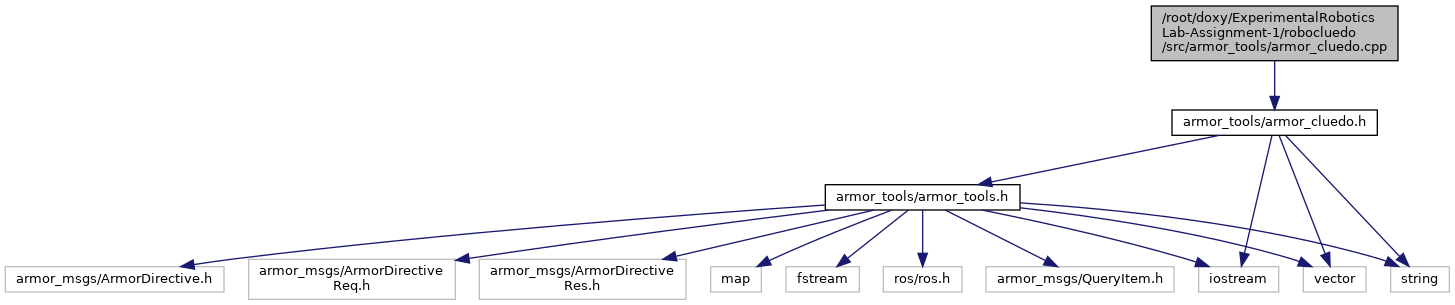 /root/doxy/ExperimentalRobotics
Lab-Assignment-1/robocluedo
/src/armor_tools/armor_cluedo.cpp
armor_tools/armor_cluedo.h
armor_tools/armor_tools.h
armor_msgs/ArmorDirective.h
armor_msgs/ArmorDirective
Req.h
armor_msgs/ArmorDirective
Res.h
map
fstream
ros/ros.h
armor_msgs/QueryItem.h
iostream
vector
string